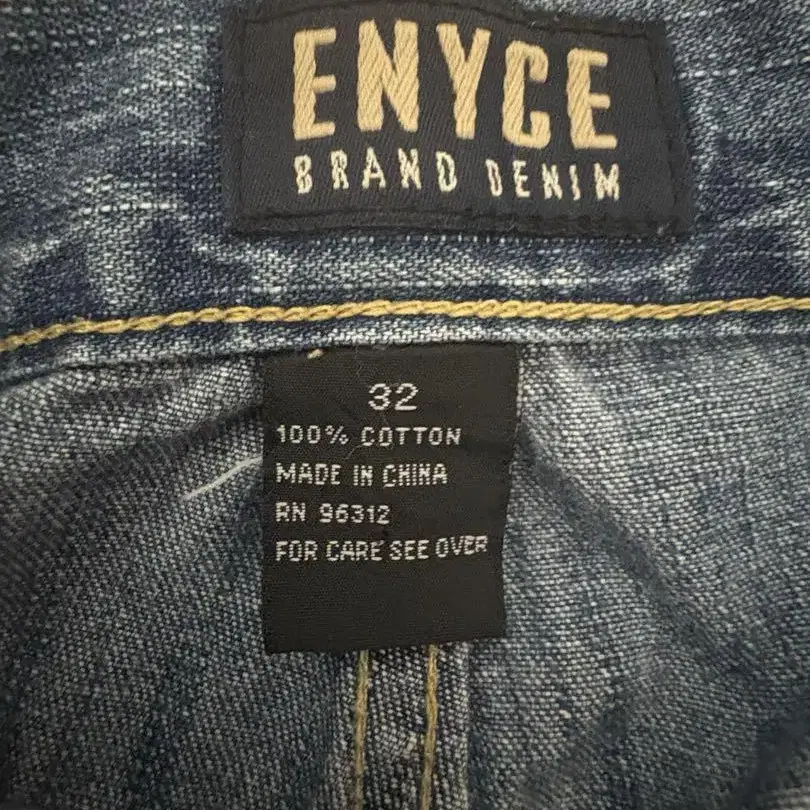 ENYCE
BRAND DENIM
32
100% COTTON
MADE IN CHINA
RN 96312
FOR CARE SEE OVER